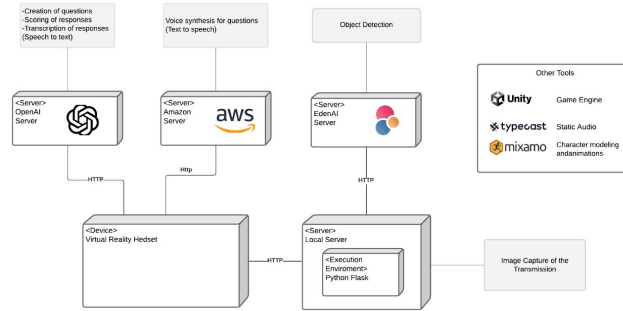 -Creation of questions
-Scoring of responses
-Transcription of responses
(Speech to text)
Voice synthesis for questions
(Text to speech)
Object Detection
<Server>
OpenAI
Server
<Server>
Amazon
Server
aws
<Server>
EdenAI
Server
Other Tools
Unity
Game Engine
typecast
Static Audio
mixamo
Character modeling
andanimations
HTTP
Http
HTTP
<Device>
Virtual Reality Hedset
HTTP
<Server>
Local Server
<Execution
Enviroment>
Python Flask
Image Capture of the
Transmission